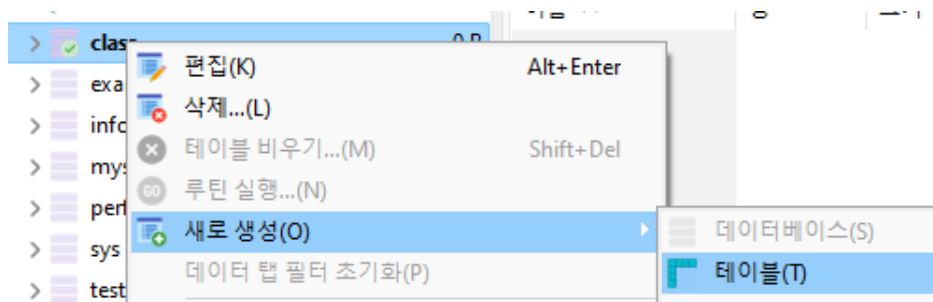 class
0 B
편집(K) Alt+Enter
exa
삭제...(L)
info
테이블 비우기...(M) Shift+Del
mys
루틴 실행...(N)
perf
새로 생성(O)
데이터베이스(S)
sys
데이터 탭 필터 초기화(P)
테이블(T)
test